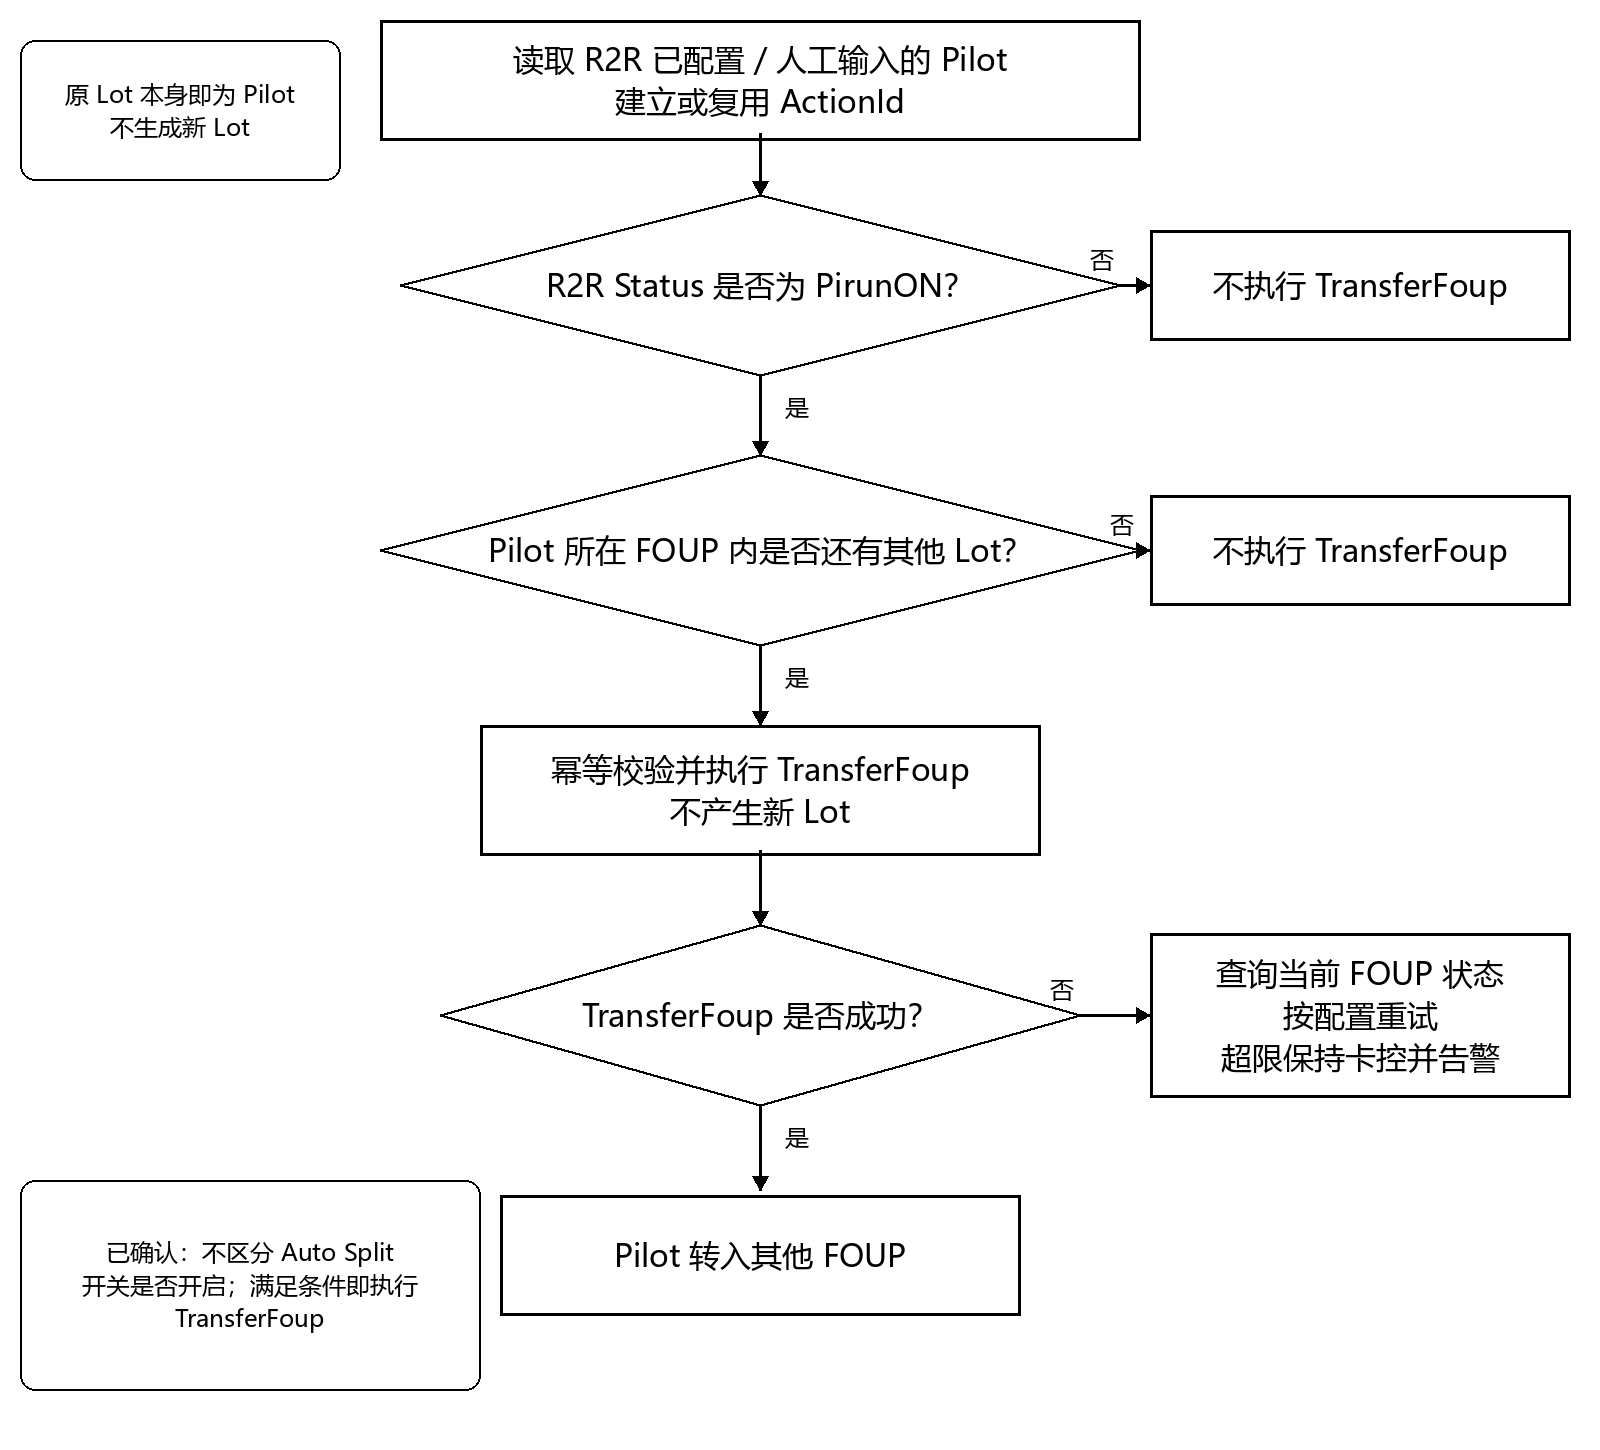 原 Lot 本身即为 Pilot
不生成新 Lot
读取 R2R 已配置 / 人工输入的 Pilot
建立或复用 ActionId
R2R Status 是否为 PirunON?
否
不执行 TransferFoup
是
Pilot 所在 FOUP 内是否还有其他 Lot?
否
不执行 TransferFoup
是
幂等校验并执行 TransferFoup
不产生新 Lot
TransferFoup 是否成功?
否
查询当前 FOUP 状态
按配置重试
超限保持卡控并告警
是
Pilot 转入其他 FOUP
已确认：不区分 Auto Split
开关是否开启；满足条件即执行
TransferFoup